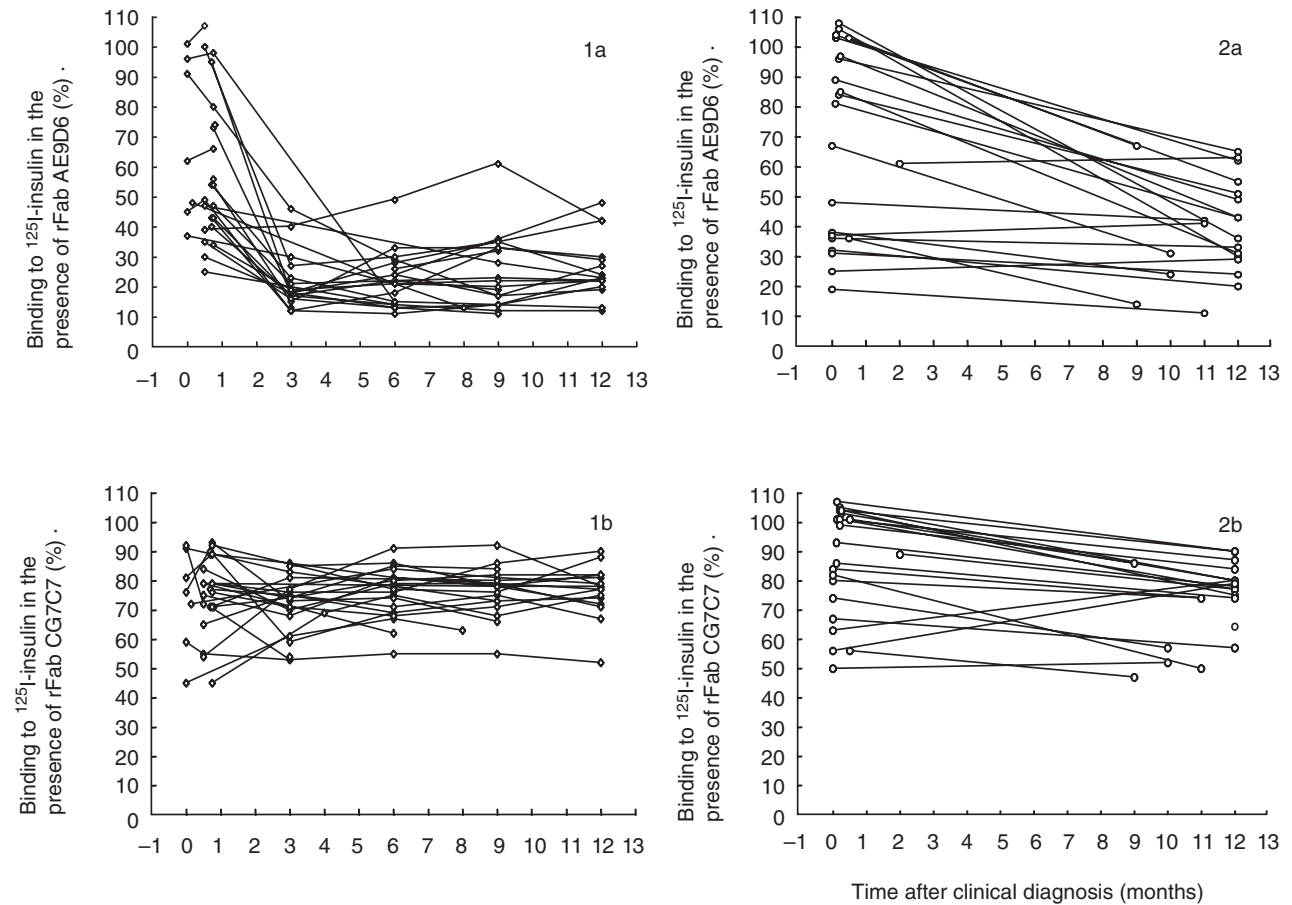 110
100
90
80
70
60
50
40
30
20
10
0
–1 0 1 2 3 4 5 6 7 8 9 10 11 12 13
Binding to 125I-insulin in the
presence of rFab AE9D6 (%) .
1a
110
100
90
80
70
60
50
40
30
20
10
0
–1 0 1 2 3 4 5 6 7 8 9 10 11 12 13
Binding to 125I-insulin in the
presence of rFab AE9D6 (%) .
2a
110
100
90
80
70
60
50
40
30
20
10
0
–1 0 1 2 3 4 5 6 7 8 9 10 11 12 13
Binding to 125I-insulin in the
presence of rFab CG7C7 (%) .
1b
110
100
90
80
70
60
50
40
30
20
10
0
–1 0 1 2 3 4 5 6 7 8 9 10 11 12 13
Binding to 125I-insulin in the
presence of rFab CG7C7 (%) .
2b
Time after clinical diagnosis (months)